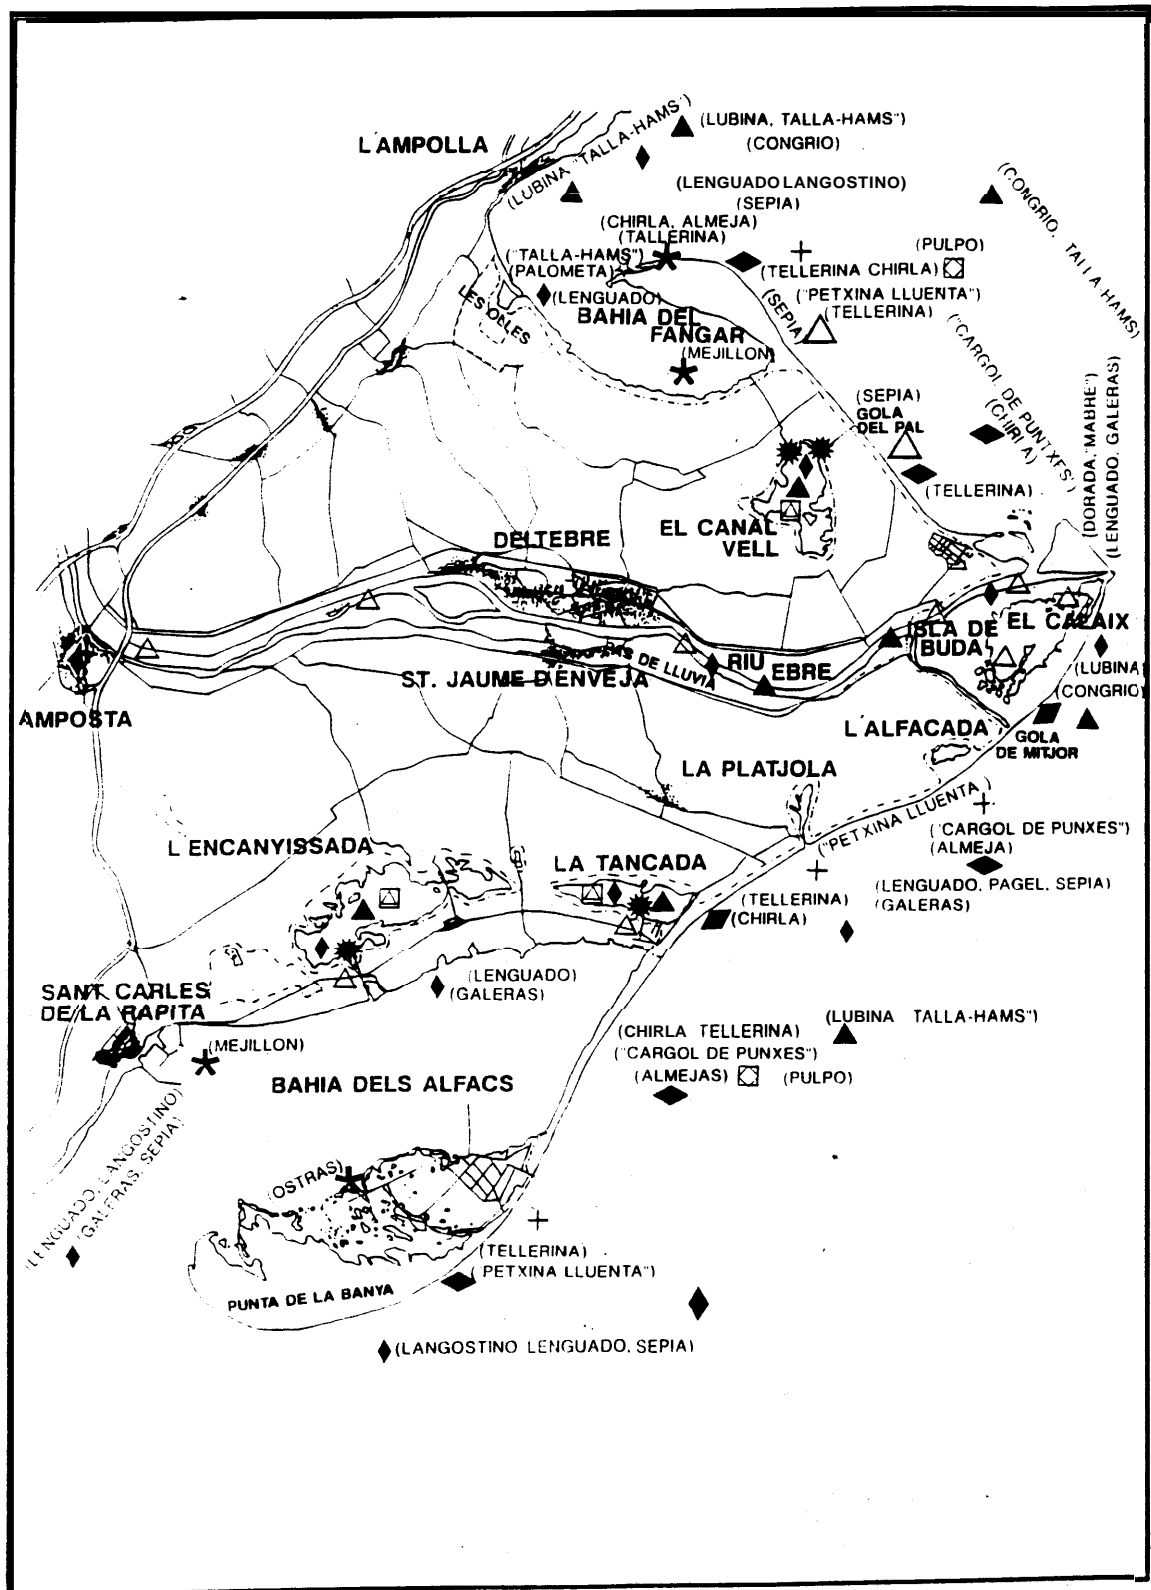 L'AMPOLLA
(LUBINA "TALLA-HAMS")
(LUBINA, TALLA-HAMS")
(CONGRIO)
(LENGUADO LANGOSTINO)
(SEPIA)
(CHIRLA, ALMEJA)
(TALLERINA)
("TALLA-HAMS")
(PALOMETA)
(LENGUADO)
(TELLERINA CHIRLA)
(PULPO)
(CONGRIO, TALLA HAMS)
LES OLLES
BAHIA DEL
FANGAR
(MEJILLON)
(SEPIA)
("PETXINA LLUENTA")
(TELLERINA)
("CARGOL DE PUNTXES")
(CHIRLA)
(DORADA, "MABRE")
(LENGUADO, GALERAS)
(SEPIA)
GOLA
DEL PAL
(TELLERINA)
EL CANAL
VELL
DELTEBRE
ST. JAUME D'ENVEJA
DE LLUVIA
RIU EBRE
ISLA DE
BUDA
EL CALAIX
(LUBINA)
(CONGRIO)
GOLA
DE MITJOR
AMPOSTA
L'ALFACADA
LA PLATJOLA
("PETXINA LLUENTA")
("CARGOL DE PUNXES")
(ALMEJA)
(LENGUADO, PAGEL, SEPIA)
(GALERAS)
L'ENCANYISSADA
LA TANCADA
(TELLERINA)
(CHIRLA)
(LENGUADO)
(GALERAS)
SANT CARLES
DE LA RAPITA
(MEJILLON)
(LUBINA TALLA-HAMS")
(CHIRLA TELLERINA)
("CARGOL DE PUNXES")
(ALMEJAS)
(PULPO)
BAHIA DELS ALFACS
(LENGUADO, LANGOSTINO)
(GALERAS, SEPIA)
(OSTRAS)
(TELLERINA)
("PETXINA LLUENTA")
PUNTA DE LA BANYA
(LANGOSTINO LENGUADO, SEPIA)